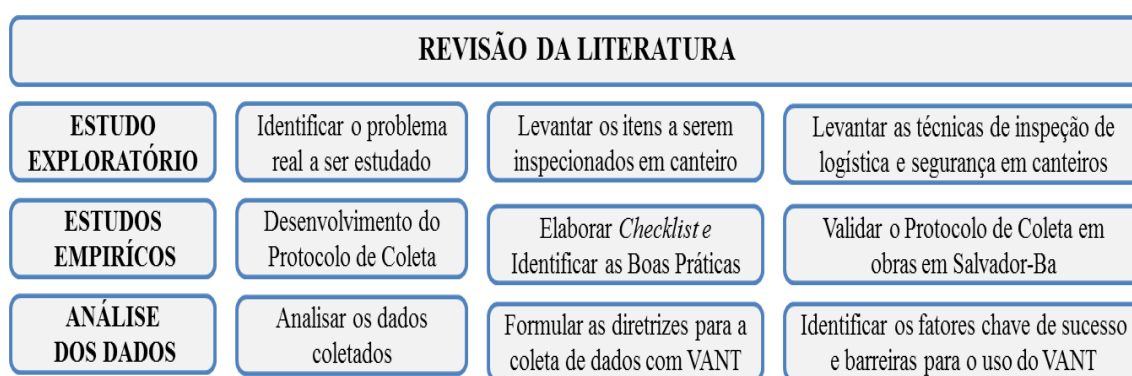 REVISÃO DA LITERATURA
ESTUDO
EXPLORATÓRIO
Identificar o problema
real a ser estudado
Levantar os itens a serem
inspecionados em canteiro
Levantar as técnicas de inspeção de
logística e segurança em canteiros
ESTUDOS
EMPIRÍCOS
Desenvolvimento do
Protocolo de Coleta
Elaborar Checklist e
Identificar as Boas Práticas
Validar o Protocolo de Coleta em
obras em Salvador-Ba
ANÁLISE
DOS DADOS
Analisar os dados
coletados
Formular as diretrizes para a
coleta de dados com VANT
Identificar os fatores chave de sucesso
e barreiras para o uso do VANT